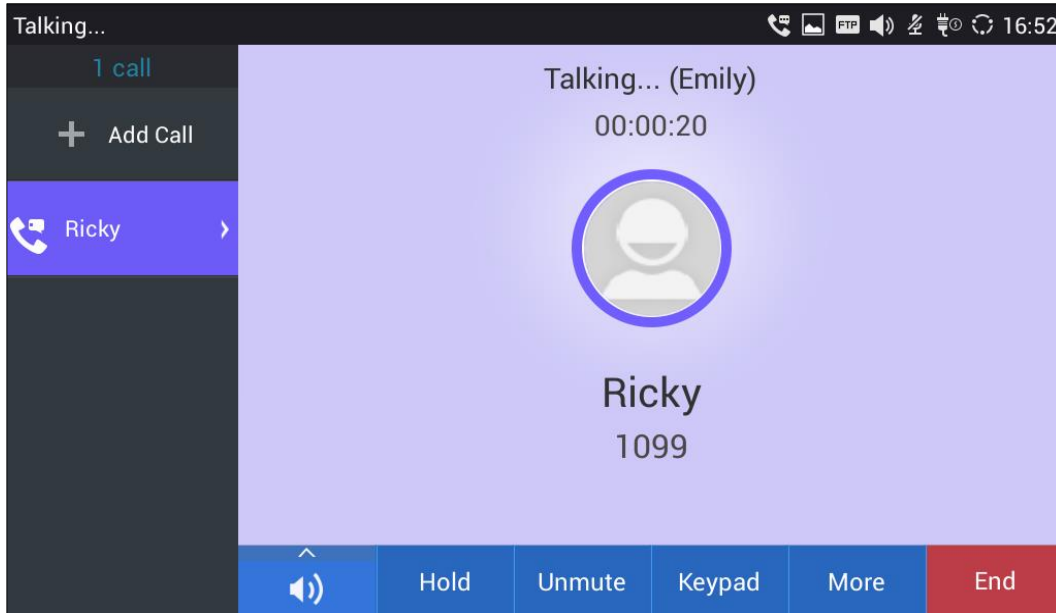 Talking...
FTP
16:52
1 call
Add Call
Ricky
Talking... (Emily)
00:00:20
Ricky
1099
Hold
Unmute
Keypad
More
End